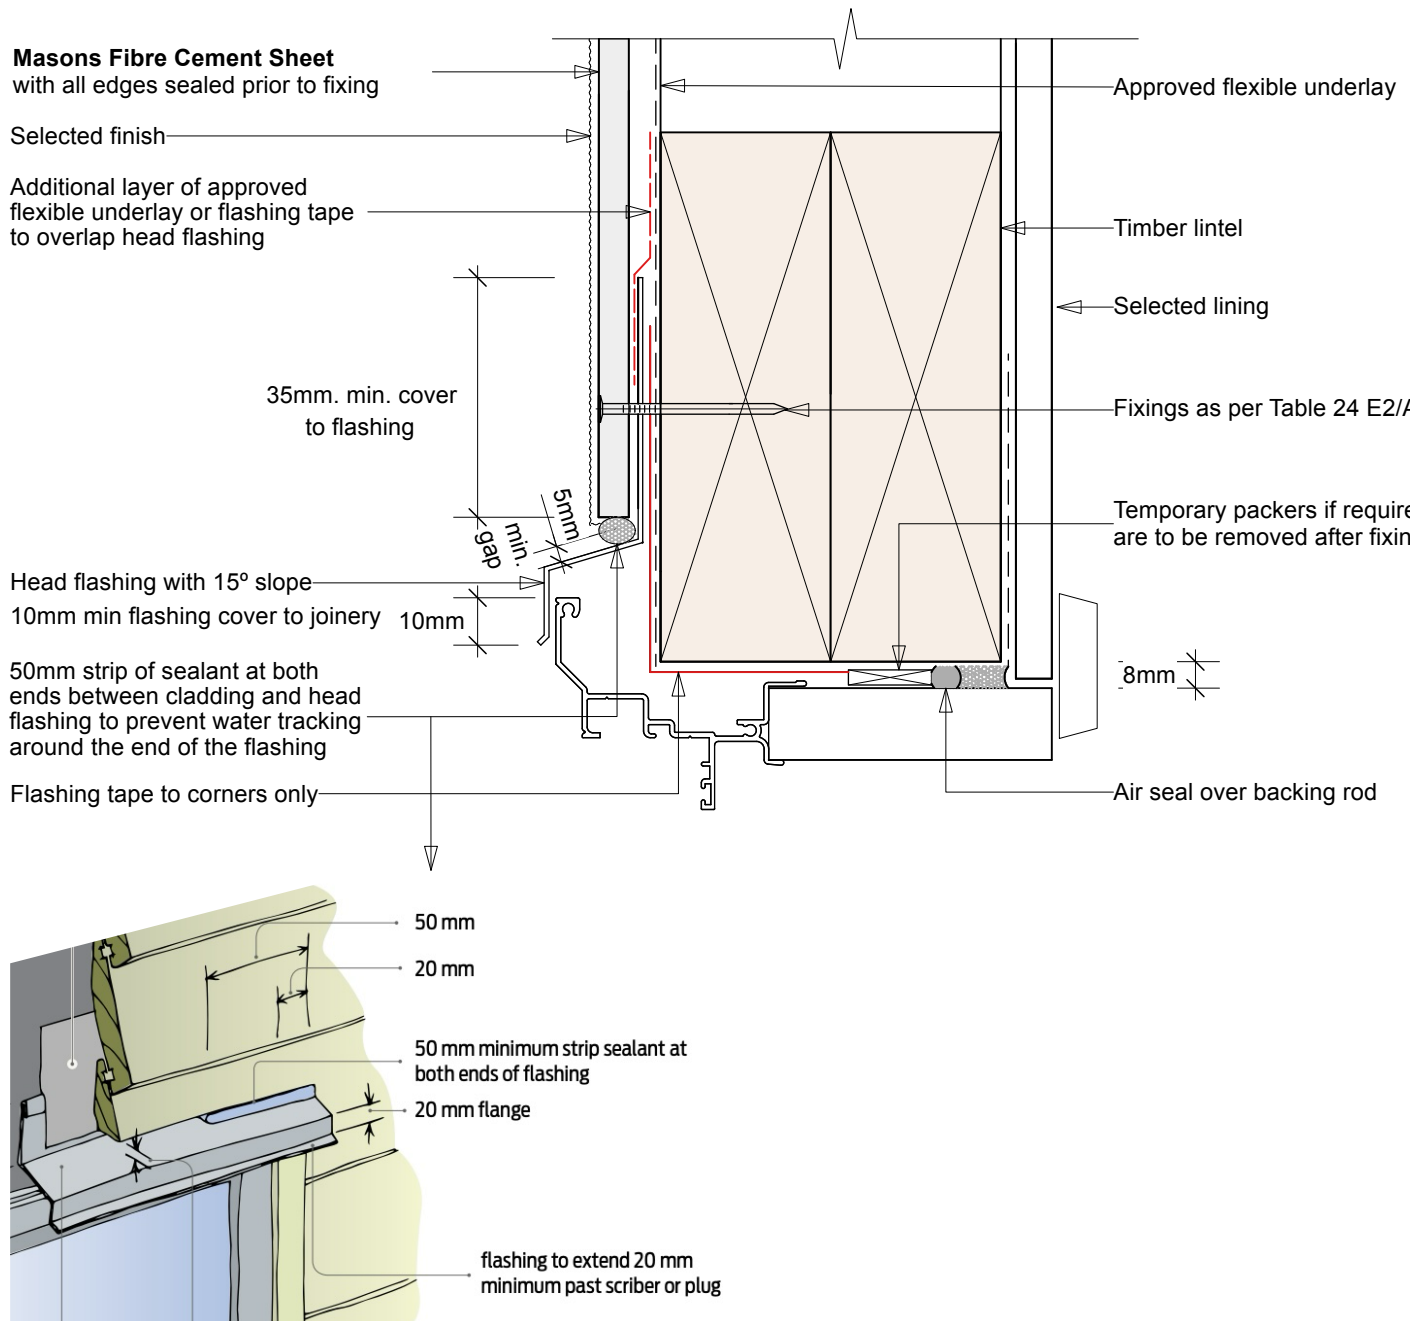 Masons Fibre Cement Sheet
with all edges sealed prior to fixing
Selected finish
Additional layer of approved
flexible underlay or flashing tape
to overlap head flashing
35mm. min. cover
to flashing
5mm
min.
gap
Head flashing with 15º slope
10mm min flashing cover to joinery
10mm
50mm strip of sealant at both
ends between cladding and head
flashing to prevent water tracking
around the end of the flashing
Flashing tape to corners only
Approved flexible underlay
Timber lintel
Selected lining
Fixings as per Table 24 E2/A
Temporary packers if require
are to be removed after fixin
8mm
Air seal over backing rod
50 mm
20 mm
50 mm minimum strip sealant at
both ends of flashing
20 mm flange
flashing to extend 20 mm
minimum past scriber or plug